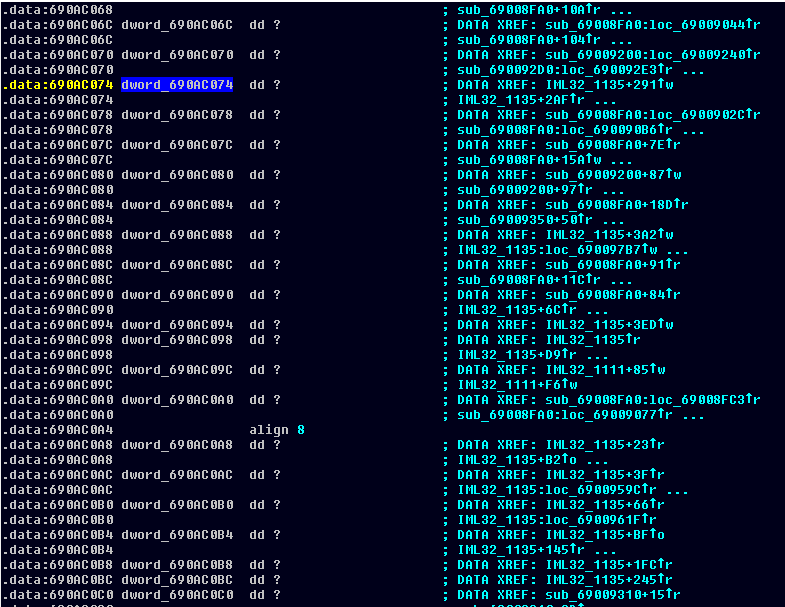 .data:690AC068 ; sub_69008FA0+10A↑r ...
.data:690AC06C dword_690AC06C dd ? ; DATA XREF: sub_69008FA0:loc_69009044↑r
.data:690AC06C ; sub_69008FA0+104↑r ...
.data:690AC070 dword_690AC070 dd ? ; DATA XREF: sub_69009200:loc_69009240↑r
.data:690AC070 ; sub_690092D0:loc_690092E3↑r ...
.data:690AC074 dword_690AC074 dd ? ; DATA XREF: IML32_1135+291↑w
.data:690AC074 ; IML32_1135+2AF↑r ...
.data:690AC078 dword_690AC078 dd ? ; DATA XREF: sub_69008FA0:loc_6900902C↑r
.data:690AC078 ; sub_69008FA0:loc_690090B6↑r ...
.data:690AC07C dword_690AC07C dd ? ; DATA XREF: sub_69008FA0+7E↑r
.data:690AC07C ; sub_69008FA0+15A↑w ...
.data:690AC080 dword_690AC080 dd ? ; DATA XREF: sub_69009200+87↑w
.data:690AC080 ; sub_69009200+97↑r ...
.data:690AC084 dword_690AC084 dd ? ; DATA XREF: sub_69008FA0+18D↑r
.data:690AC084 ; sub_69009350+50↑r ...
.data:690AC088 dword_690AC088 dd ? ; DATA XREF: IML32_1135+3A2↑w
.data:690AC088 ; IML32_1135:loc_690097B7↑w ...
.data:690AC08C dword_690AC08C dd ? ; DATA XREF: sub_69008FA0+91↑r
.data:690AC08C ; sub_69008FA0+11C↑r ...
.data:690AC090 dword_690AC090 dd ? ; DATA XREF: sub_69008FA0+84↑r
.data:690AC090 ; IML32_1135+6C↑r ...
.data:690AC094 dword_690AC094 dd ? ; DATA XREF: IML32_1135+3ED↑w
.data:690AC098 dword_690AC098 dd ? ; DATA XREF: IML32_1135↑r
.data:690AC098 ; IML32_1135+D9↑r ...
.data:690AC09C dword_690AC09C dd ? ; DATA XREF: IML32_1111+85↑w
.data:690AC09C ; IML32_1111+F6↑w
.data:690AC0A0 dword_690AC0A0 dd ? ; DATA XREF: sub_69008FA0:loc_69008FC3↑r
.data:690AC0A0 ; sub_69008FA0:loc_69009077↑r ...
.data:690AC0A4 align 8
.data:690AC0A8 dword_690AC0A8 dd ? ; DATA XREF: IML32_1135+23↑r
.data:690AC0A8 ; IML32_1135+B2↑o ...
.data:690AC0AC dword_690AC0AC dd ? ; DATA XREF: IML32_1135+3F↑r
.data:690AC0AC ; IML32_1135:loc_6900959C↑r ...
.data:690AC0B0 dword_690AC0B0 dd ? ; DATA XREF: IML32_1135+66↑r
.data:690AC0B0 ; IML32_1135:loc_6900961F↑r
.data:690AC0B4 dword_690AC0B4 dd ? ; DATA XREF: IML32_1135+BF↑o
.data:690AC0B4 ; IML32_1135+145↑r ...
.data:690AC0B8 dword_690AC0B8 dd ? ; DATA XREF: IML32_1135+1FC↑r
.data:690AC0BC dword_690AC0BC dd ? ; DATA XREF: IML32_1135+245↑r
.data:690AC0C0 dword_690AC0C0 dd ? ; DATA XREF: sub_69009310+15↑r